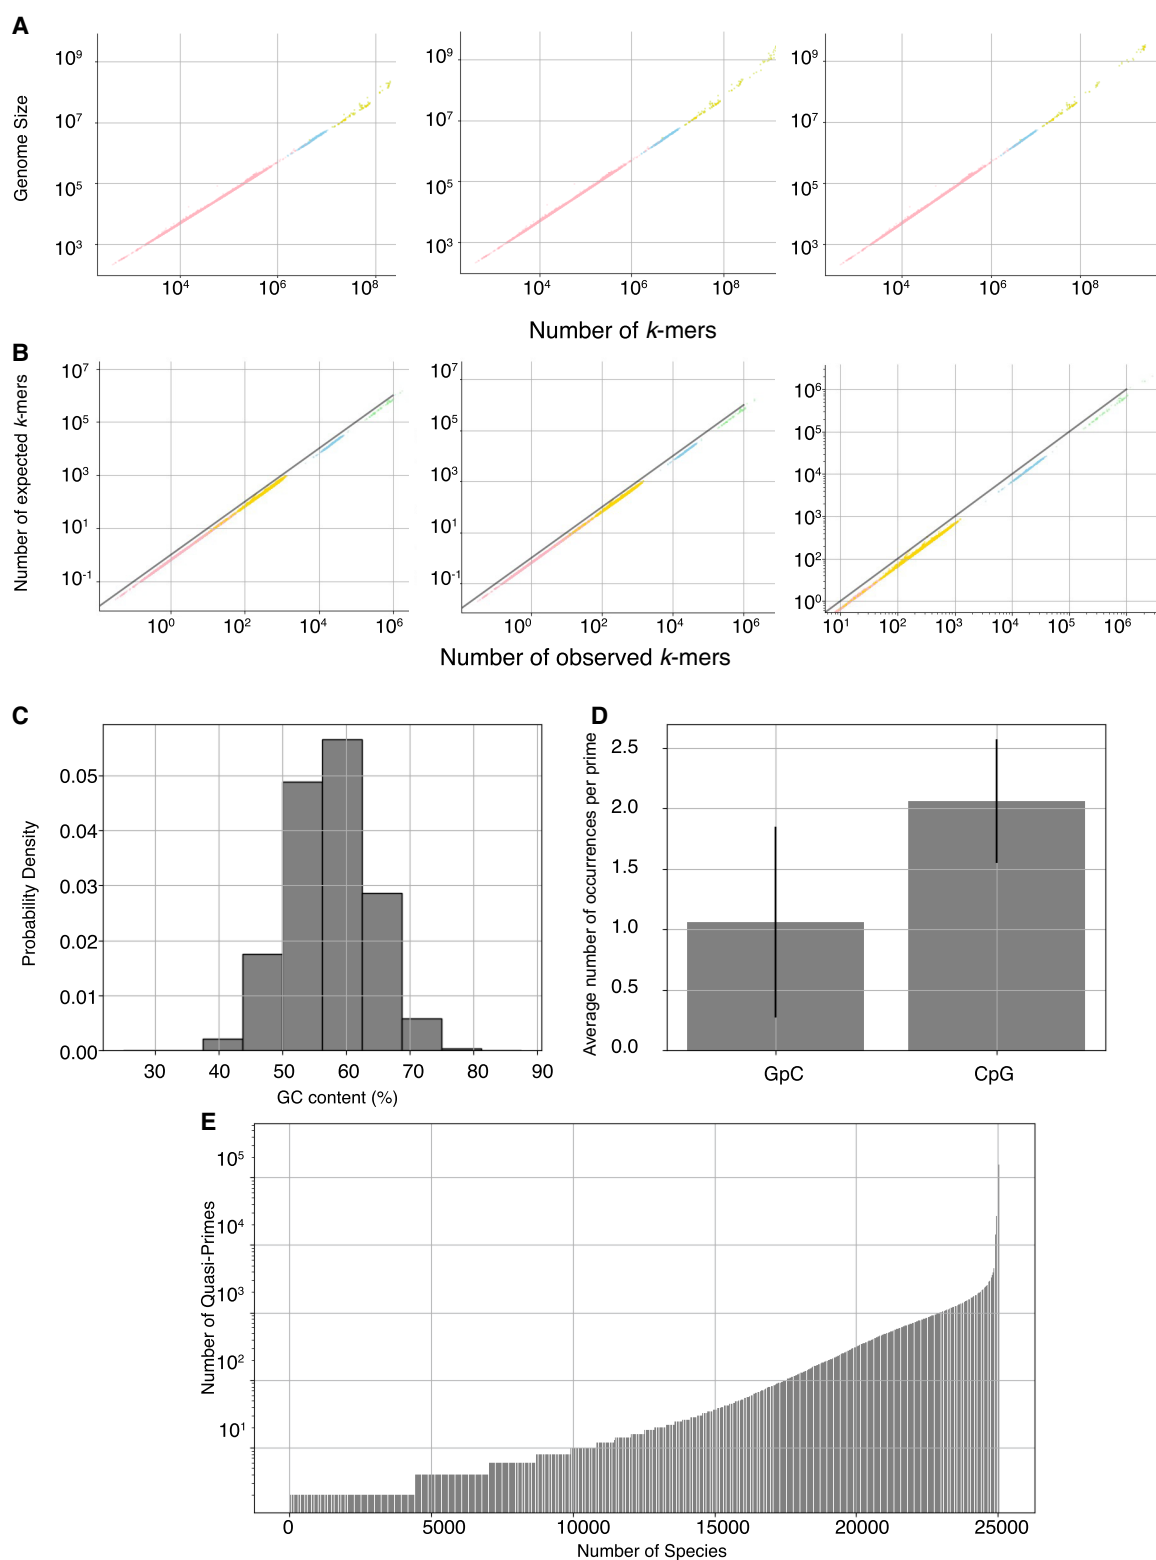 A
10⁹ 10⁹ 10⁹
10⁷ 10⁷ 10⁷
10⁵ 10⁵ 10⁵
10³ 10³ 10³
Genome Size
10⁴ 10⁶ 10⁸ 10⁴ 10⁶ 10⁸ 10⁴ 10⁶ 10⁸
Number of k-mers
B
Number of expected k-mers
10⁷ 10⁷ 10⁶
10⁵ 10⁵ 10⁵
10³ 10³ 10⁴
10¹ 10¹ 10³
10⁻¹ 10⁻¹ 10²
10⁰
10⁰ 10² 10⁴ 10⁶ 10⁰ 10² 10⁴ 10⁶ 10¹ 10² 10³ 10⁴ 10⁵ 10⁶
Number of observed k-mers
C
Probability Density
0.05
0.04
0.03
0.02
0.01
0.00
30 40 50 60 70 80 90
GC content (%)
D
Average number of occurrences per prime
2.5
2.0
1.5
1.0
0.5
0.0
GpC CpG
E
Number of Quasi-Primes
10⁵
10⁴
10³
10²
10¹
0 5000 10000 15000 20000 25000
Number of Species